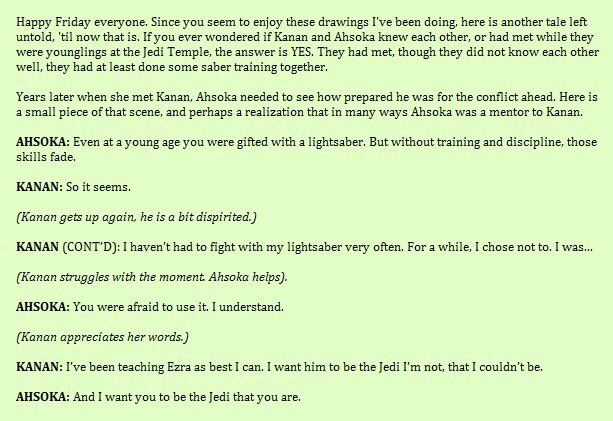 Happy Friday everyone. Since you seem to enjoy these drawings I've been doing, here is another tale left
untold, 'til now that is. If you ever wondered if Kanan and Ahsoka knew each other, or had met while they
were younglings at the Jedi Temple, the answer is YES. They had met, though they did not know each other
well, they had at least done some saber training together.
Years later when she met Kanan, Ahsoka needed to see how prepared he was for the conflict ahead. Here is
a small piece of that scene, and perhaps a realization that in many ways Ahsoka was a mentor to Kanan.
AHSOKA: Even at a young age you were gifted with a lightsaber. But without training and discipline, those
skills fade.
KANAN: So it seems.
(Kanan gets up again, he is a bit dispirited.)
KANAN (CONT'D): I haven't had to fight with my lightsaber very often. For a while, I chose not to. I was...
(Kanan struggles with the moment. Ahsoka helps).
AHSOKA: You were afraid to use it. I understand.
(Kanan appreciates her words.)
KANAN: I've been teaching Ezra as best I can. I want him to be the Jedi I'm not, that I couldn't be.
AHSOKA: And I want you to be the Jedi that you are.